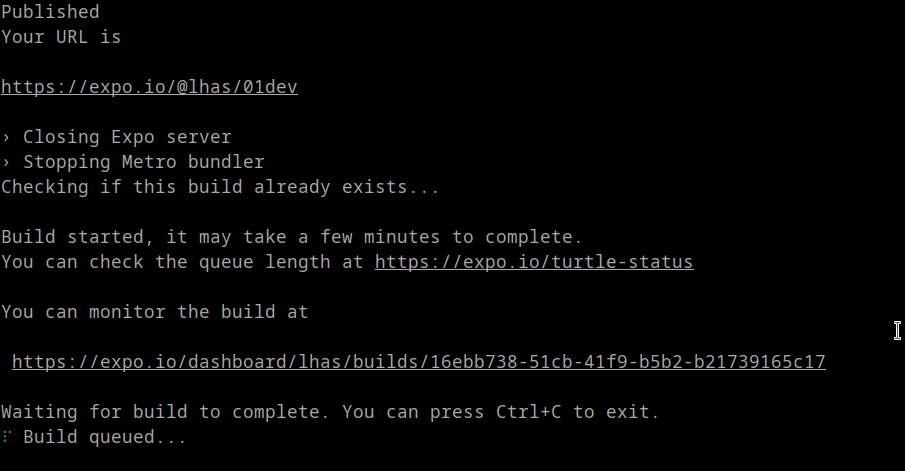 Published
Your URL is
https://expo.io/@lhas/01dev
› Closing Expo server
› Stopping Metro bundler
Checking if this build already exists...
Build started, it may take a few minutes to complete.
You can check the queue length at https://expo.io/turtle-status
You can monitor the build at
https://expo.io/dashboard/lhas/builds/16ebb738-51cb-41f9-b5b2-b21739165c17
Waiting for build to complete. You can press Ctrl+C to exit.
⠏ Build queued...